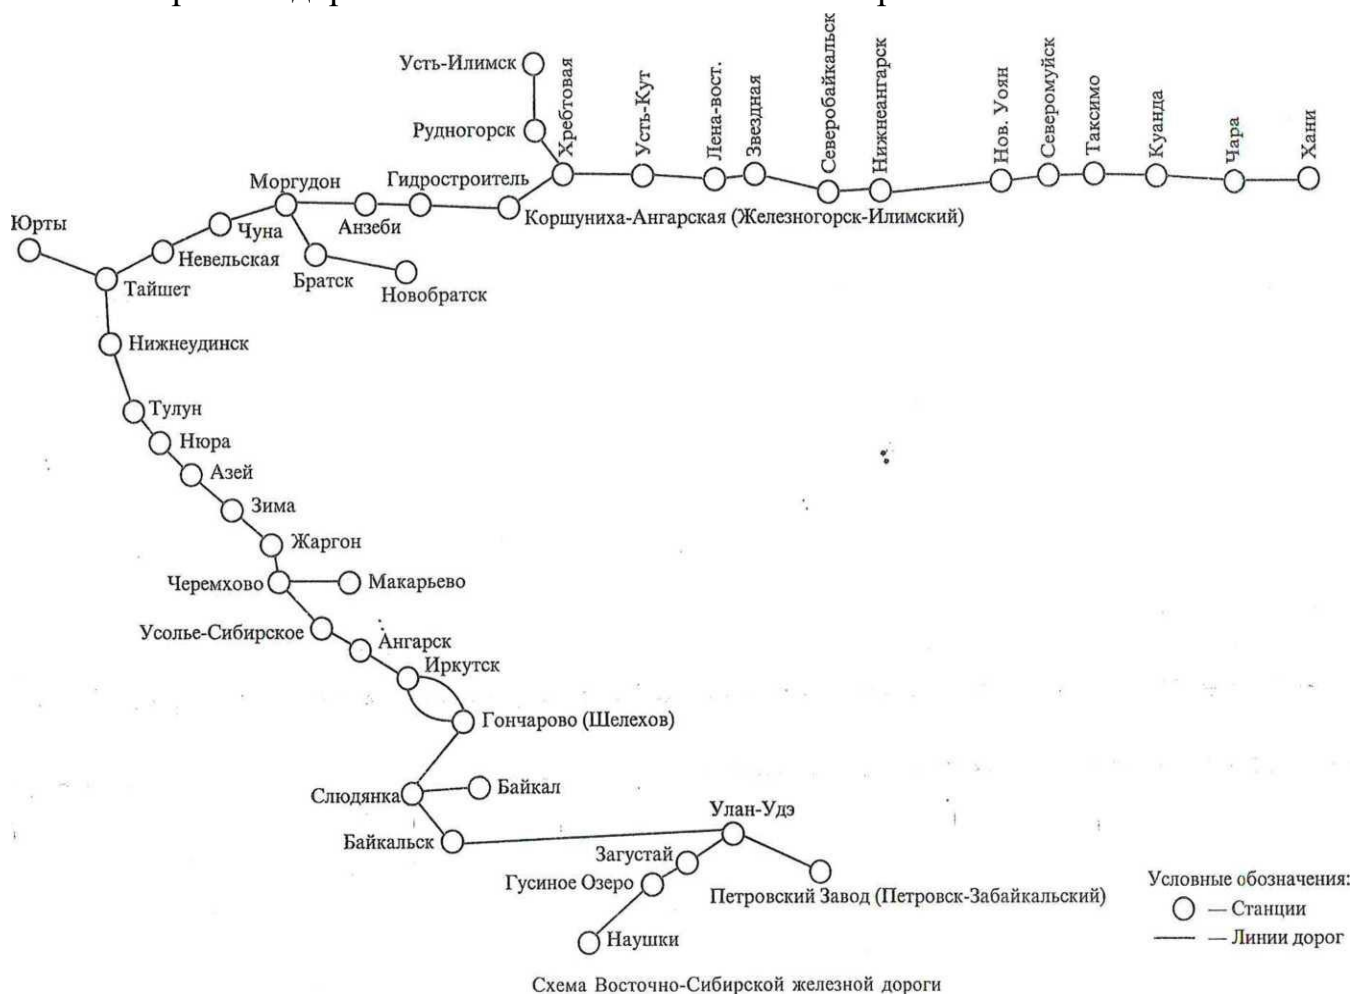 Усть-Илимск
Рудногорск
Хребтовая
Усть-Кут
Лена-вост.
Звездная
Северобайкальск
Нижнеангарск
Нов. Уоян
Северомуйск
Таксимо
Куанда
Чара
Хани
Моргудон
Гидростроитель
Юрты
Чуна
Анзеби
Коршуниха-Ангарская (Железногорск-Илимский)
Невельская
Тайшет
Братск
Новобратск
Нижнеудинск
Тулун
Нюра
Азей
Зима
Жаргон
Черемхово
Макарьево
Усолье-Сибирское
Ангарск
Иркутск
Гончарово (Шелехов)
Слюдянка
Байкал
Байкальск
Улан-Удэ
Загустай
Гусиное Озеро
Петровский Завод (Петровск-Забайкальский)
Наушки
Условные обозначения:
— Станции
— Линии дорог
Схема Восточно-Сибирской железной дороги